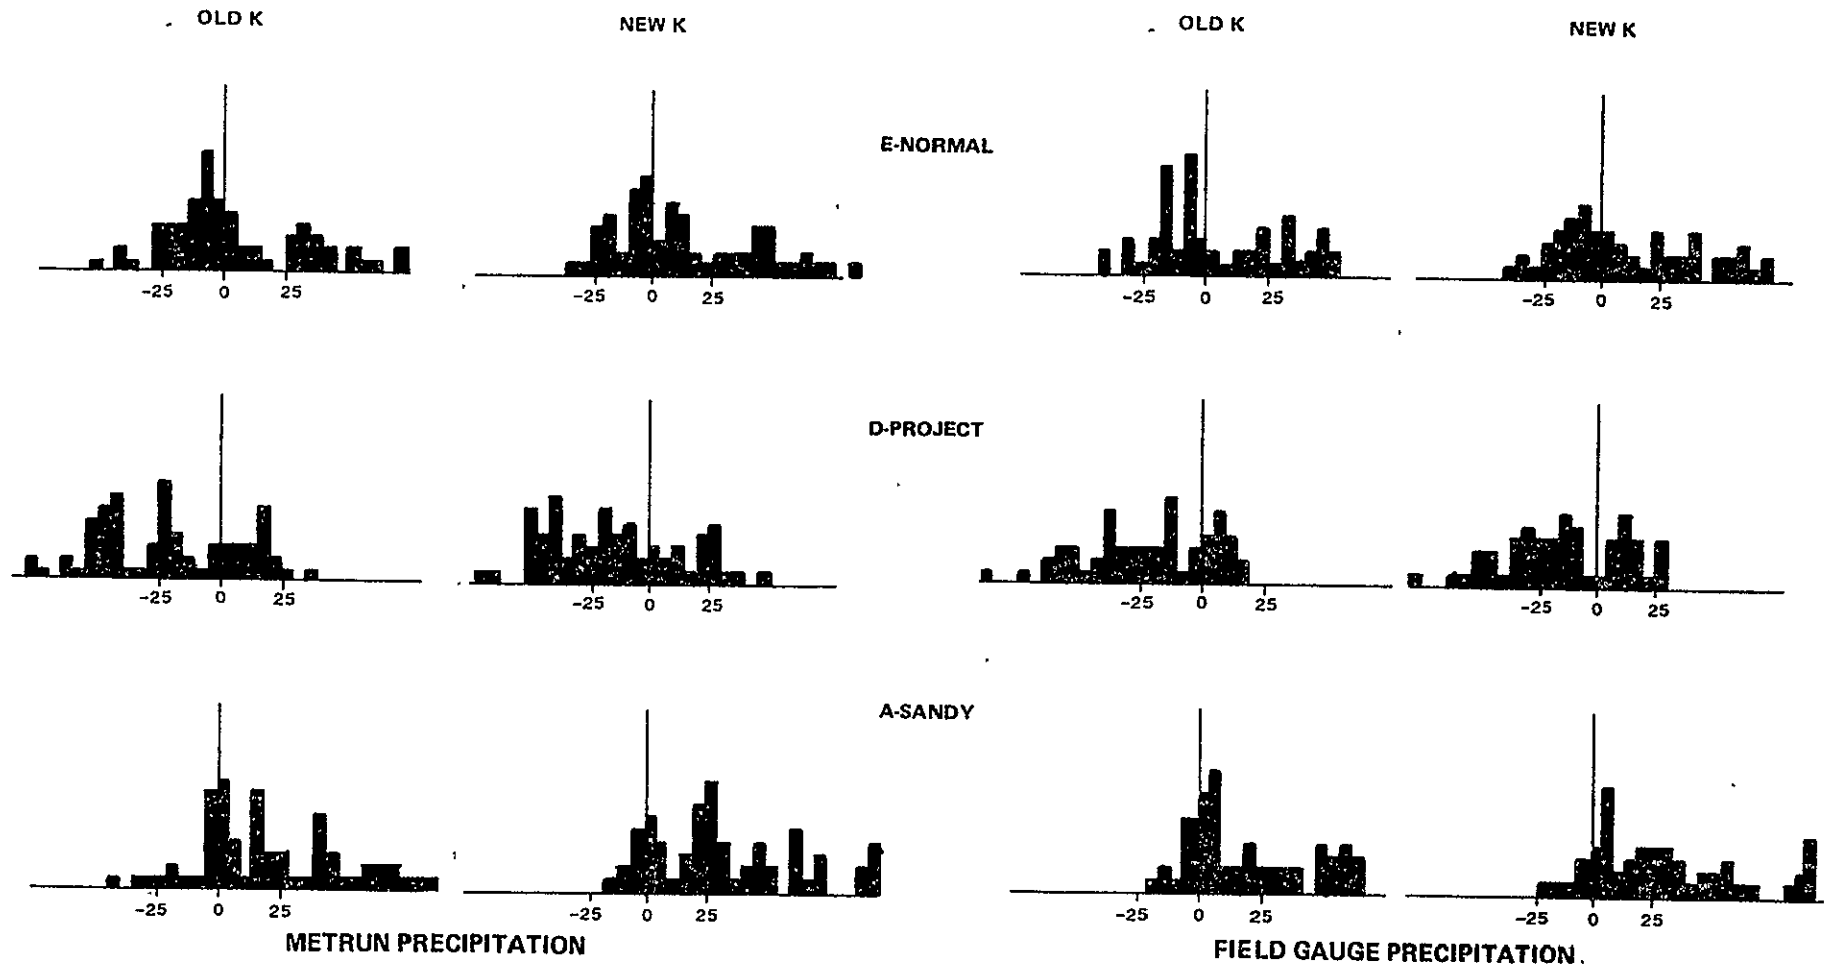 OLD K NEW K OLD K NEW K
E-NORMAL
-25 0 25 -25 0 25 -25 0 25 -25 0 25
D-PROJECT
-25 0 25 -25 0 25 -25 0 25 -25 0 25
A-SANDY
-25 0 25 -25 0 25 -25 0 25 -25 0 25
METRUN PRECIPITATION FIELD GAUGE PRECIPITATION.